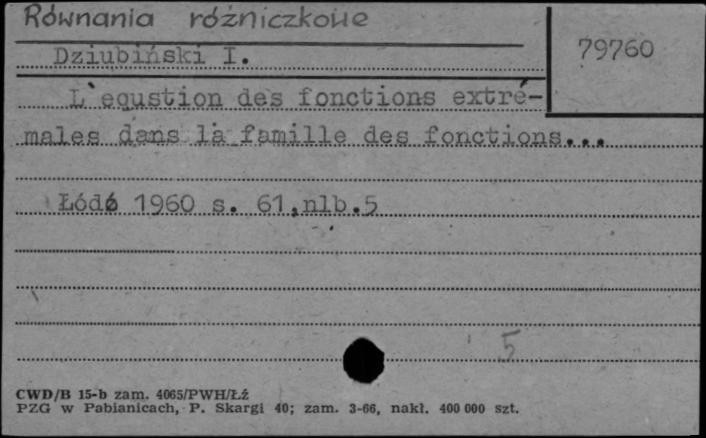 Równania różniczkowe
79760
Dziubiński I.
L'equstion des fonctions extré-
males dans la famille des fonctions...
Łódź 1960 s. 61,nlb.5
5
CWD/B 15-b zam. 4065/PWH/Łź
PZG w Pabianicach, P. Skargi 40; zam. 3-66, nakł. 400 000 szt.